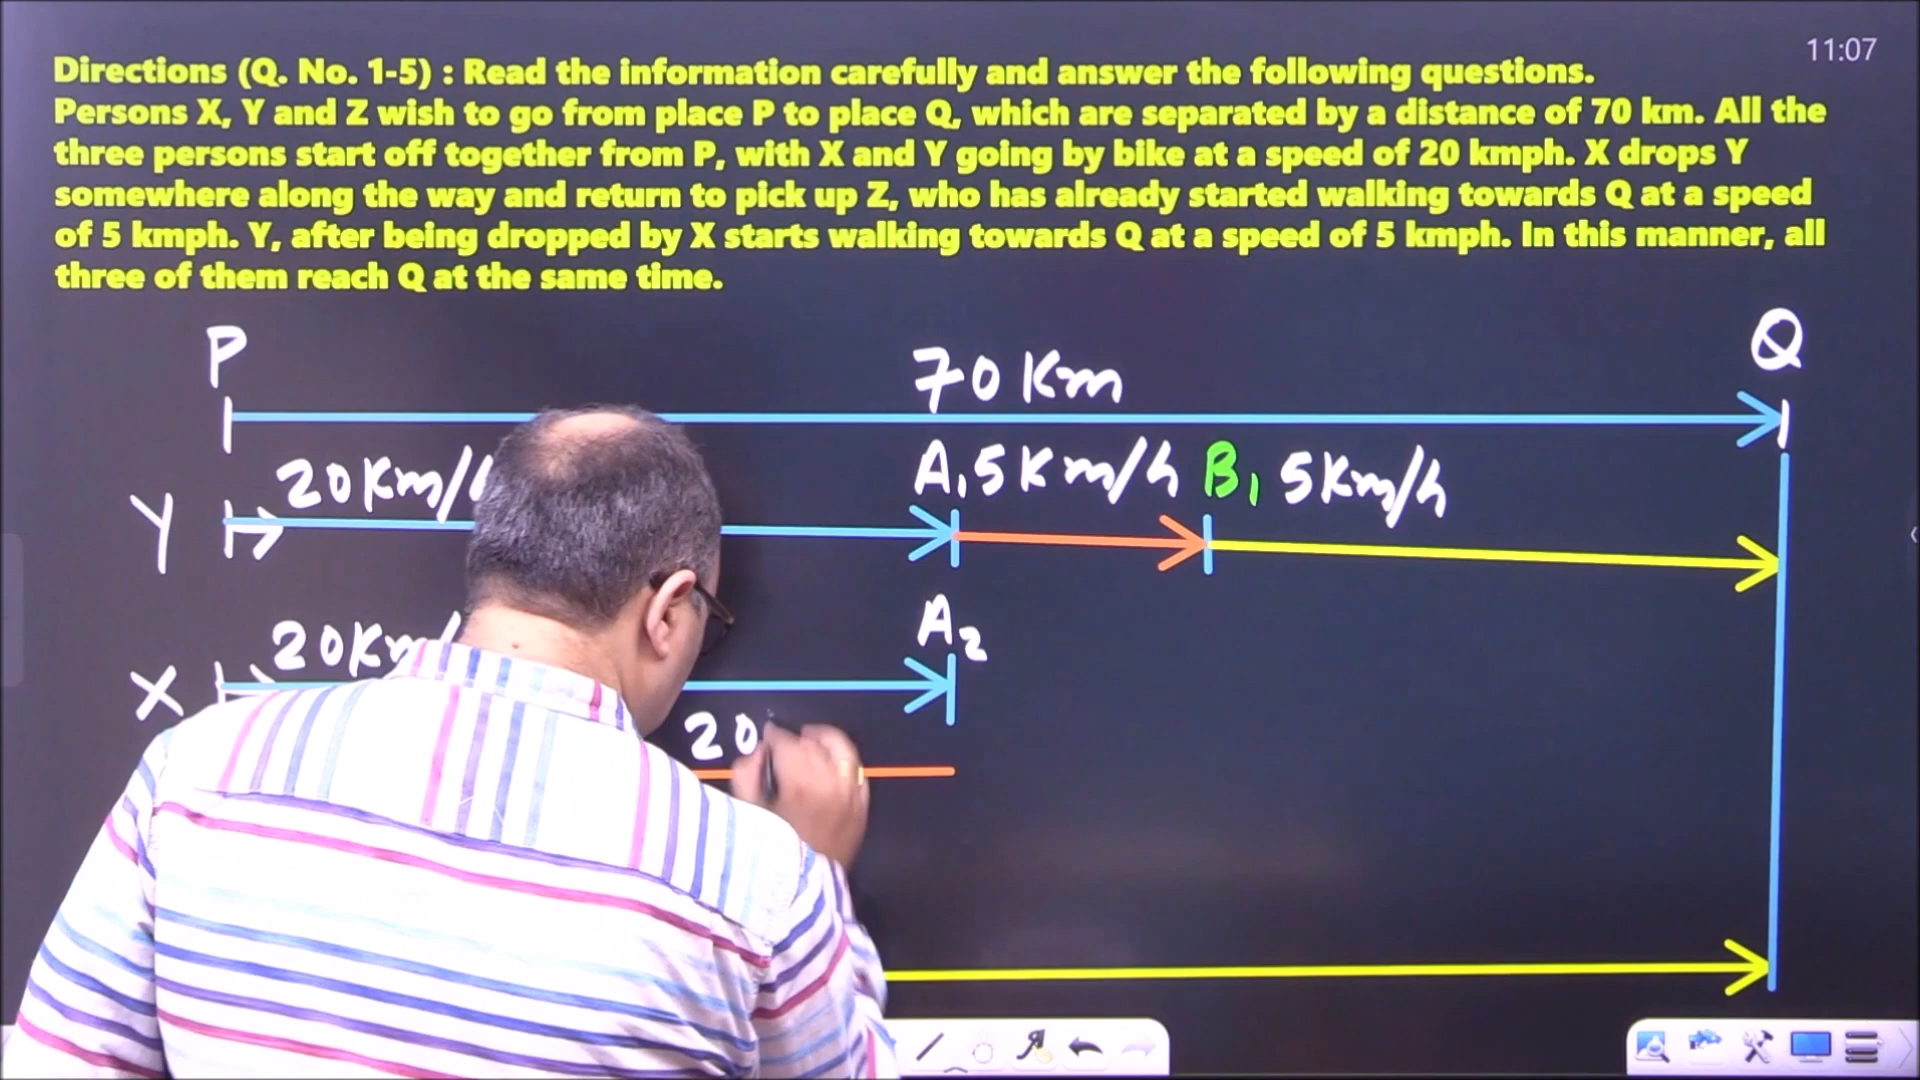 11:07
Directions (Q. No. 1-5) : Read the information carefully and answer the following questions.
Persons X, Y and Z wish to go from place P to place Q, which are separated by a distance of 70 km. All the
three persons start off together from P, with X and Y going by bike at a speed of 20 kmph. X drops Y
somewhere along the way and return to pick up Z, who has already started walking towards Q at a speed
of 5 kmph. Y, after being dropped by X starts walking towards Q at a speed of 5 kmph. In this manner, all
three of them reach Q at the same time.
P 70 Km Q
20 Km/h A1 5 Km/h B1 5 Km/h
Y
20 Km A2
X
20